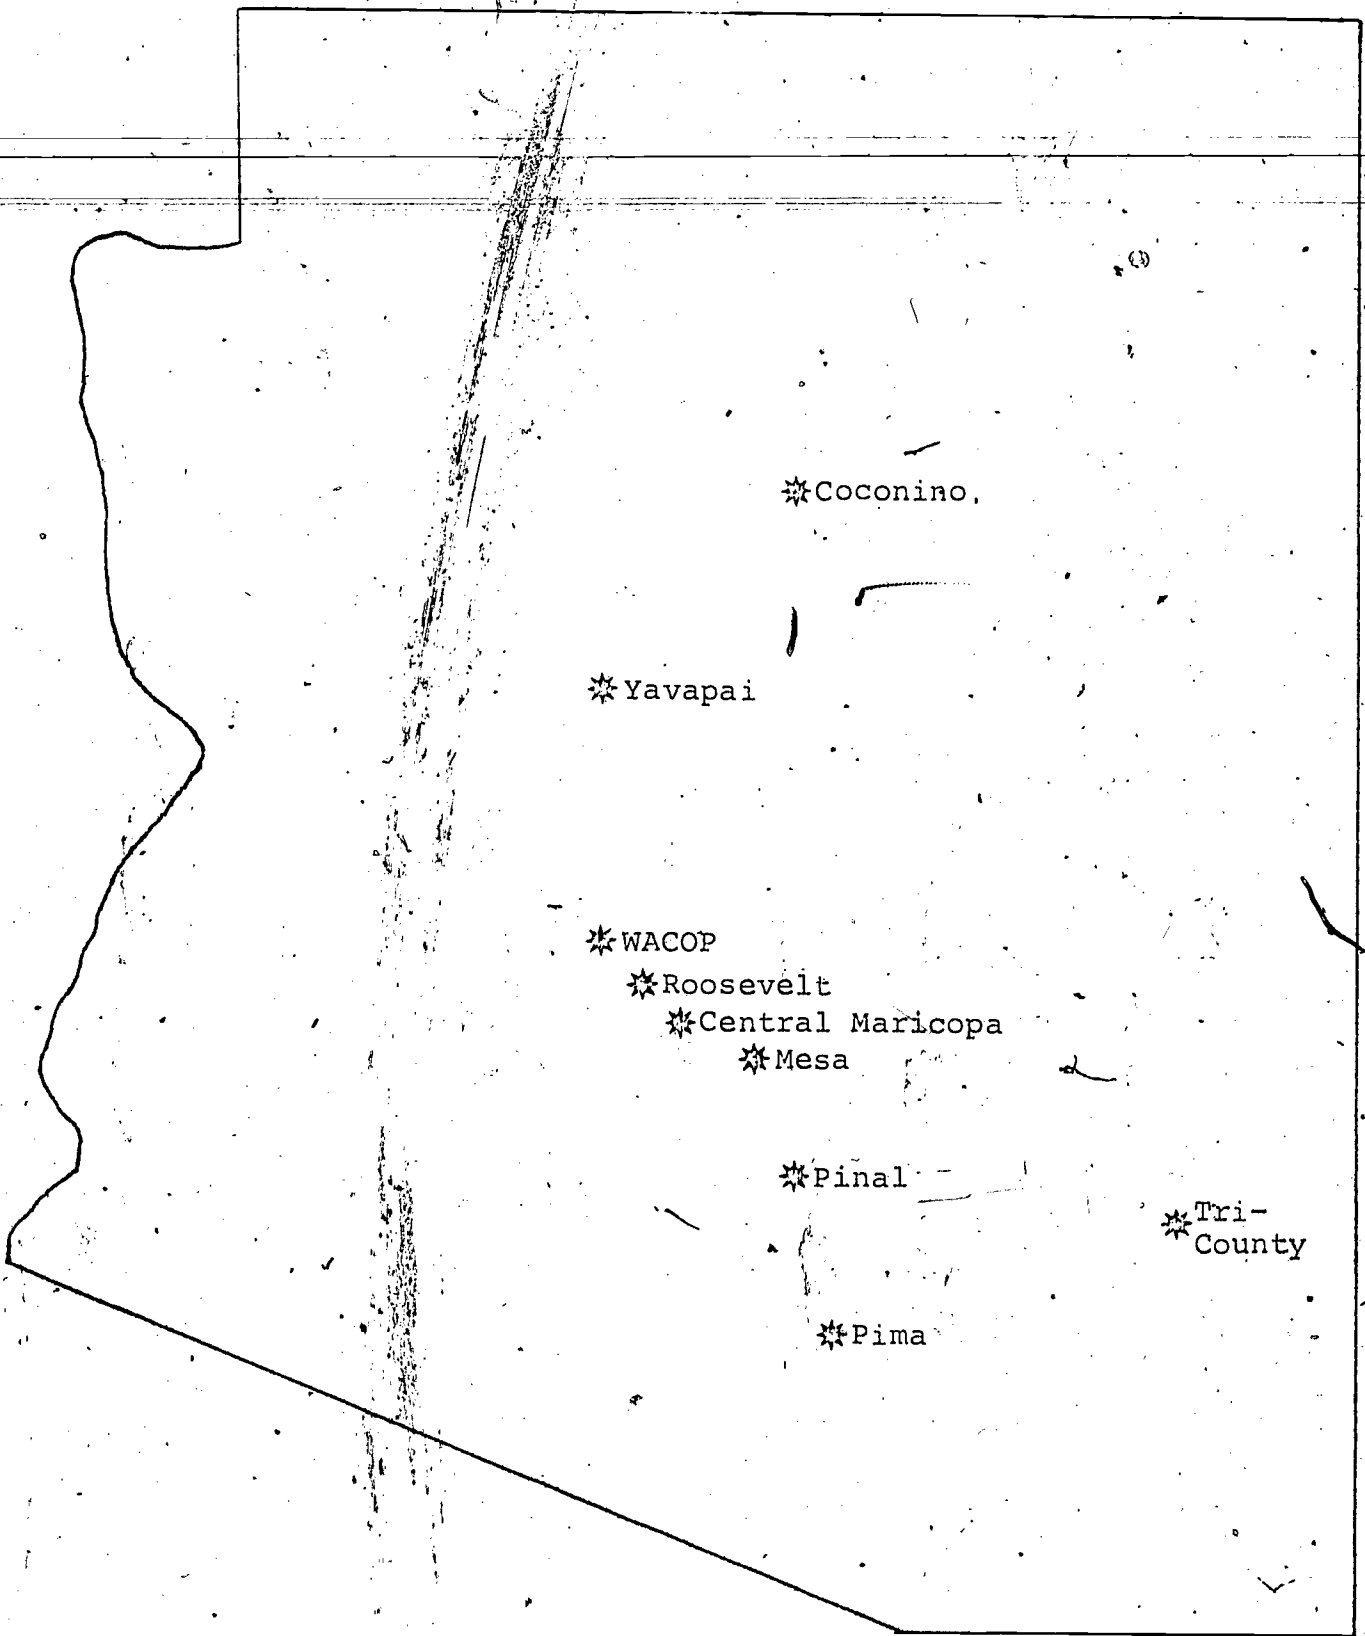 Coconino
Yavapai
WACOP
Roosevelt
Central Maricopa
Mesa
Pinal
Tri-
County
Pima